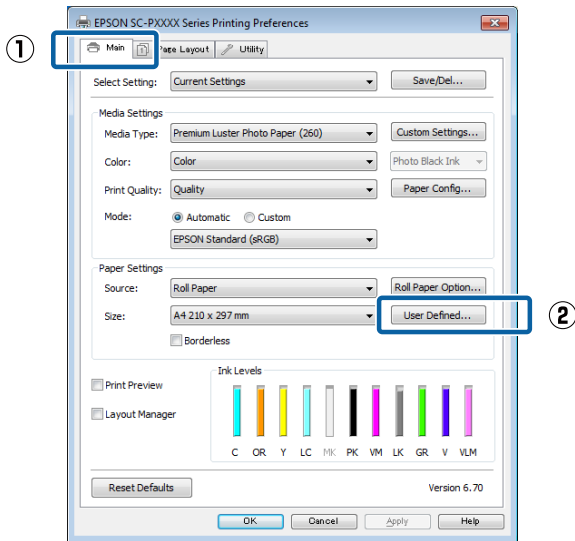 EPSON SC-PXXXX Series Printing Preferences
① Main Page Layout Utility
Select Setting: Current Settings Save/Del...
Media Settings
Media Type: Premium Luster Photo Paper (260) Custom Settings...
Color: Color Photo Black Ink
Print Quality: Quality Paper Config...
Mode: Automatic Custom
EPSON Standard (sRGB)
Paper Settings
Source: Roll Paper Roll Paper Option...
Size: A4 210 x 297 mm User Defined... ②
Borderless
Ink Levels
Print Preview
Layout Manager
C OR Y LC MK PK VM LK GR V VLM
Reset Defaults Version 6.70
OK Cancel Apply Help